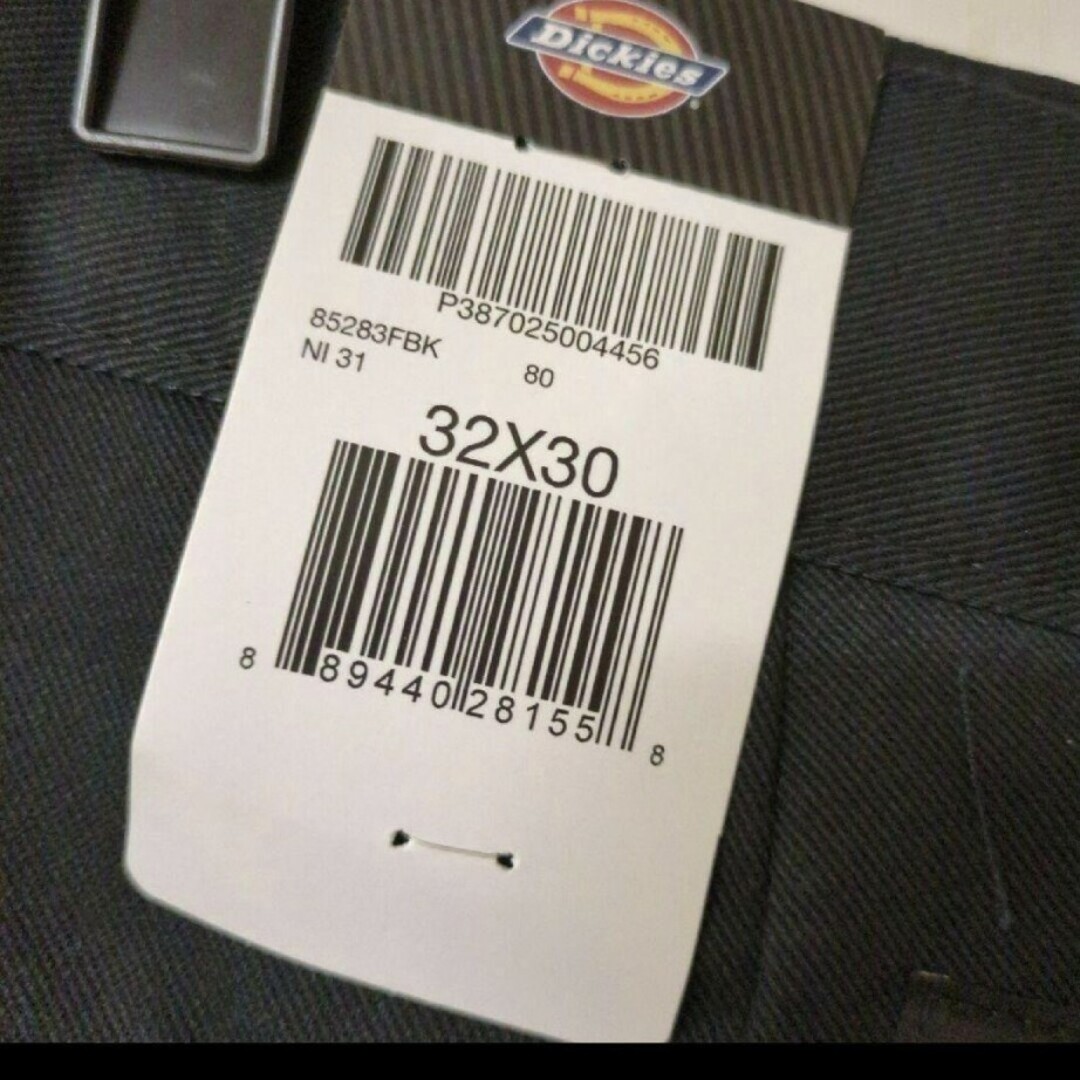 Dickies
P387025004456
85283FBK
NI 31
80
32X30
8 89440 28155 8